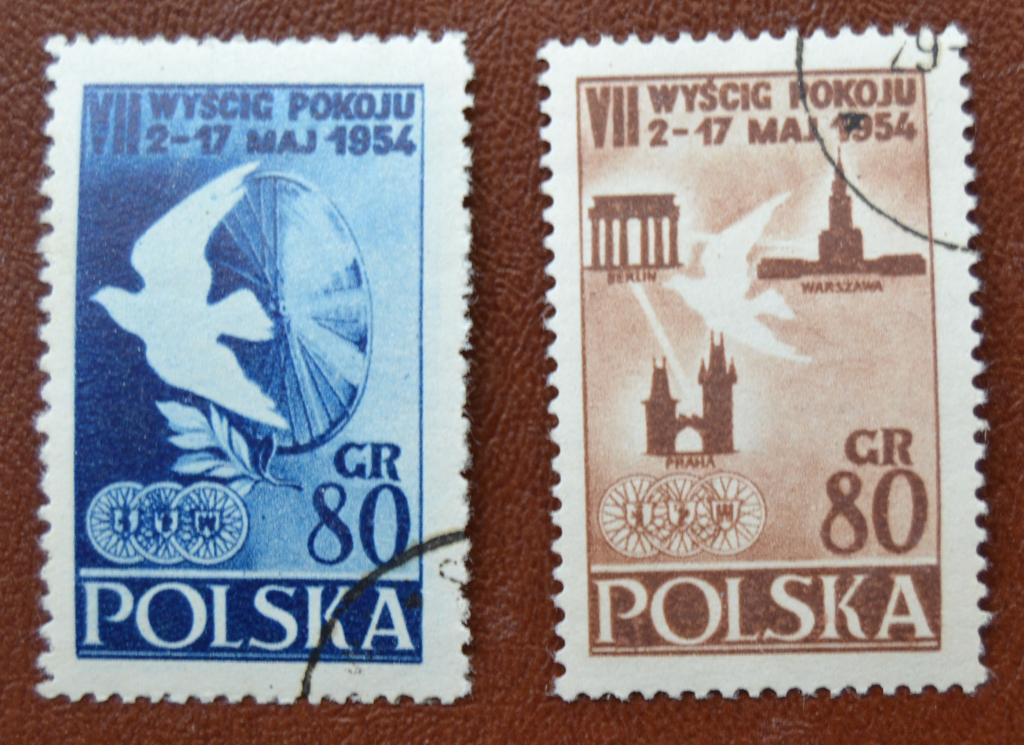 VII WYŚCIG POKOJU
2-17 MAJ 1954
GR
80
POLSKA
VII WYŚCIG POKOJU
2-17 MAJ 1954
BERLIN
WARSZAWA
PRAHA
GR
80
POLSKA